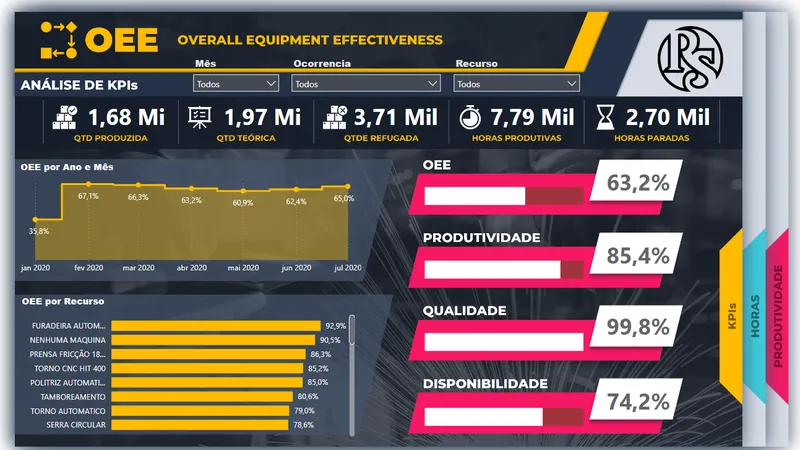 OEE
OVERALL EQUIPMENT EFFECTIVENESS
ANÁLISE DE KPIs
Mês
Todos
Ocorrencia
Todos
Recurso
Todos
RS
1,68 Mi
QTD PRODUZIDA
1,97 Mi
QTD TEÓRICA
3,71 Mil
QTDE REFUGADA
7,79 Mil
HORAS PRODUTIVAS
2,70 Mil
HORAS PARADAS
OEE por Ano e Mês
35,8%
67,1%
66,3%
63,2%
60,9%
62,4%
65,0%
jan 2020
fev 2020
mar 2020
abr 2020
mai 2020
jun 2020
jul 2020
OEE por Recurso
FURADEIRA AUTOM... 92,9%
NENHUMA MAQUINA 90,5%
PRENSA FRICÇÃO 18... 86,3%
TORNO CNC HIT 400 85,2%
POLITRIZ AUTOMATI... 85,0%
TAMBOREAMENTO 80,6%
TORNO AUTOMATICO 79,0%
SERRA CIRCULAR 78,6%
OEE
63,2%
PRODUTIVIDADE
85,4%
QUALIDADE
99,8%
DISPONIBILIDADE
74,2%
KPIs
HORAS
PRODUTIVIDADE